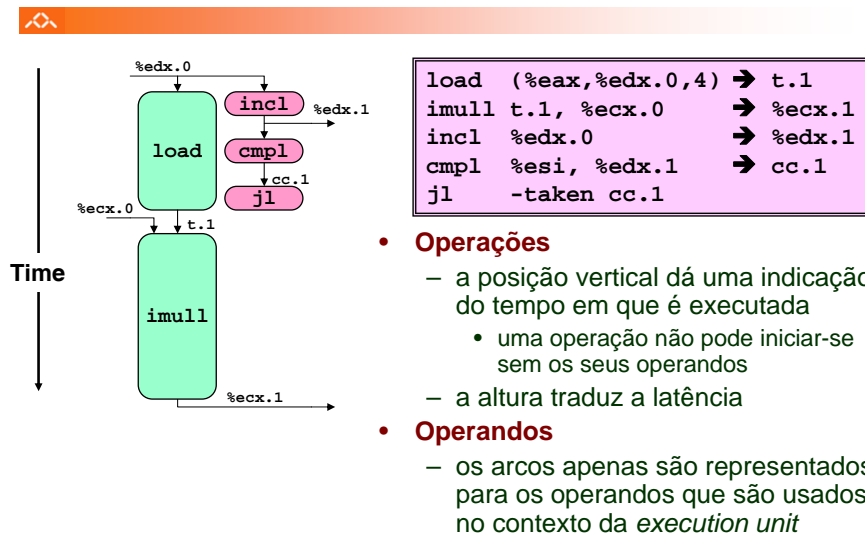 %edx.0
load
incl
%edx.1
cmpl
cc.1
jl
%ecx.0
t.1
Time
imull
%ecx.1
load (%eax,%edx.0,4) ➔ t.1
imull t.1, %ecx.0 ➔ %ecx.1
incl %edx.0 ➔ %edx.1
cmpl %esi, %edx.1 ➔ cc.1
jl -taken cc.1
• Operações
– a posição vertical dá uma indicação
do tempo em que é executada
• uma operação não pode iniciar-se
sem os seus operandos
– a altura traduz a latência
• Operandos
– os arcos apenas são representados
para os operandos que são usados
no contexto da execution unit